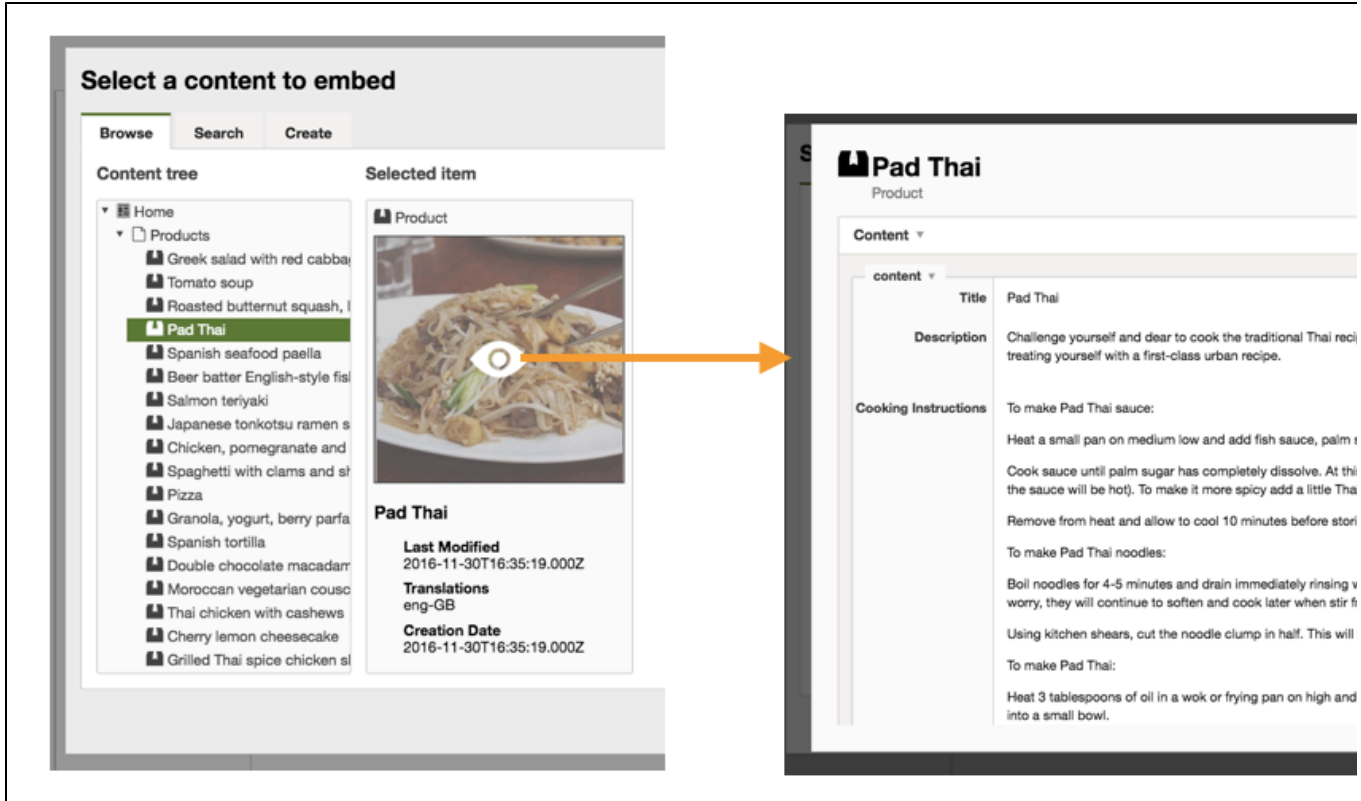 Select a content to embed
Browse Search Create
Content tree
Home
Products
Greek salad with red cabba
Tomato soup
Roasted butternut squash,
Pad Thai
Spanish seafood paella
Beer batter English-style fis
Salmon teriyaki
Japanese tonkotsu ramen s
Chicken, pomegranate and
Spaghetti with clams and sh
Pizza
Granola, yogurt, berry parfa
Spanish tortilla
Double chocolate macadam
Moroccan vegetarian cousc
Thai chicken with cashews
Cherry lemon cheesecake
Grilled Thai spice chicken sl
Selected item
Product
Pad Thai
Last Modified
2016-11-30T16:35:19.000Z
Translations
eng-GB
Creation Date
2016-11-30T16:35:19.000Z
S
Pad Thai
Product
Content
content
Title Pad Thai
Description Challenge yourself and dear to cook the traditional Thai reci
treating yourself with a first-class urban recipe.
Cooking Instructions To make Pad Thai sauce:
Heat a small pan on medium low and add fish sauce, palm s
Cook sauce until palm sugar has completely dissolve. At thi
the sauce will be hot). To make it more spicy add a little Tha
Remove from heat and allow to cool 10 minutes before stori
To make Pad Thai noodles:
Boil noodles for 4-5 minutes and drain immediately rinsing w
worry, they will continue to soften and cook later when stir f
Using kitchen shears, cut the noodle clump in half. This will
To make Pad Thai:
Heat 3 tablespoons of oil in a wok or frying pan on high and
into a small bowl.